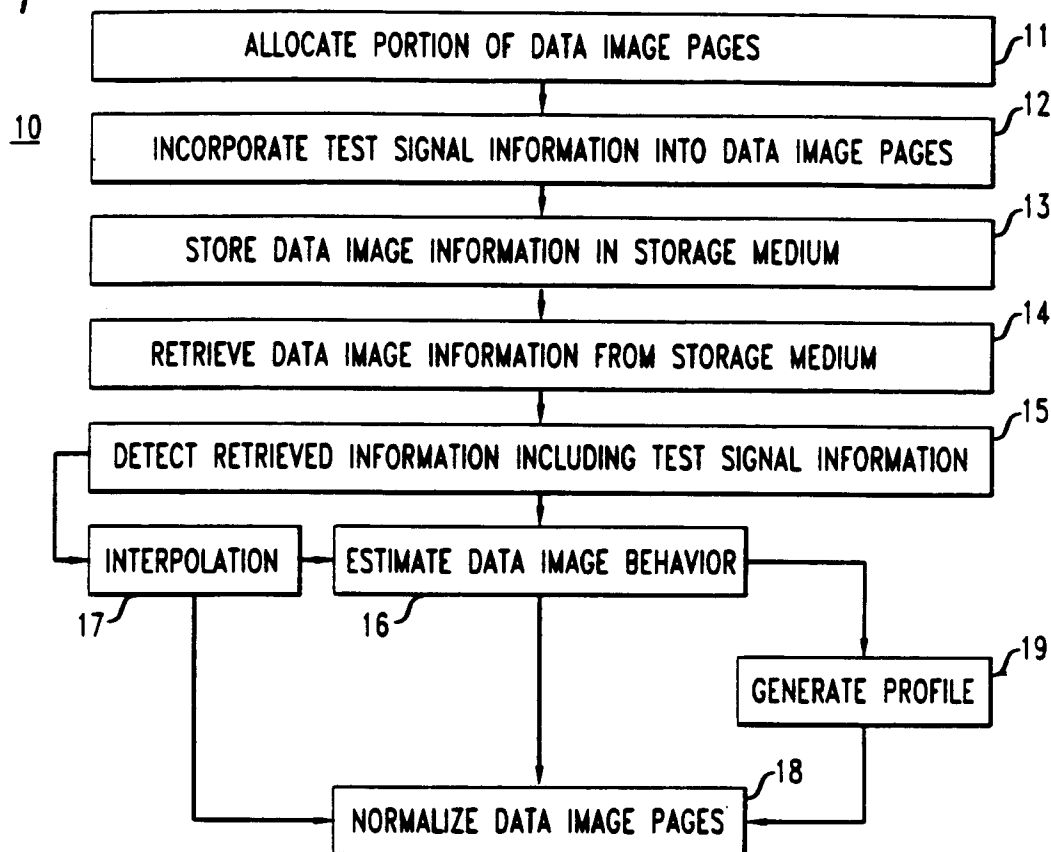 ALLOCATE PORTION OF DATA IMAGE PAGES
11
10
12
INCORPORATE TEST SIGNAL INFORMATION INTO DATA IMAGE PAGES
13
STORE DATA IMAGE INFORMATION IN STORAGE MEDIUM
14
RETRIEVE DATA IMAGE INFORMATION FROM STORAGE MEDIUM
15
DETECT RETRIEVED INFORMATION INCLUDING TEST SIGNAL INFORMATION
INTERPOLATION
ESTIMATE DATA IMAGE BEHAVIOR
17
16
19
GENERATE PROFILE
18
NORMALIZE DATA IMAGE PAGES